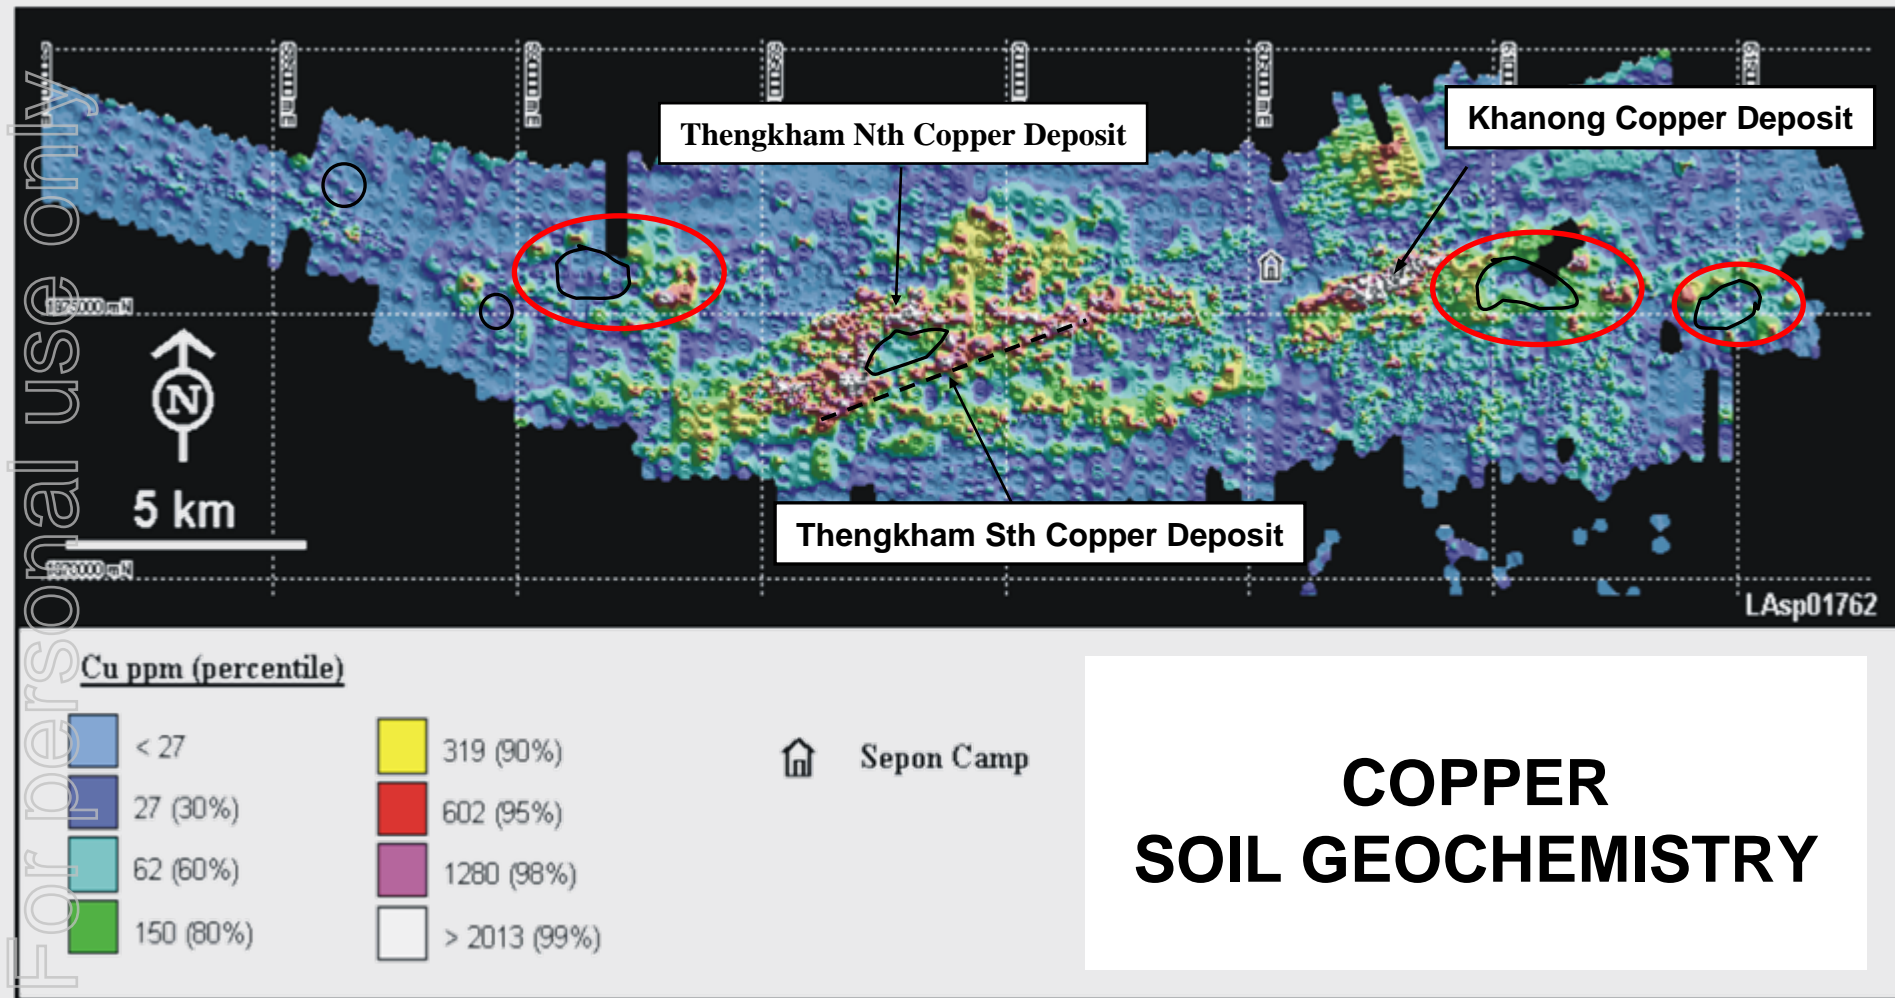 Thengkham Nth Copper Deposit
Khanong Copper Deposit
N
5 km
Thengkham Sth Copper Deposit
LAsp01762
Cu ppm (percentile)
< 27
27 (30%)
62 (60%)
150 (80%)
319 (90%)
602 (95%)
1280 (98%)
> 2013 (99%)
Sepon Camp
COPPER
SOIL GEOCHEMISTRY
For personal use only